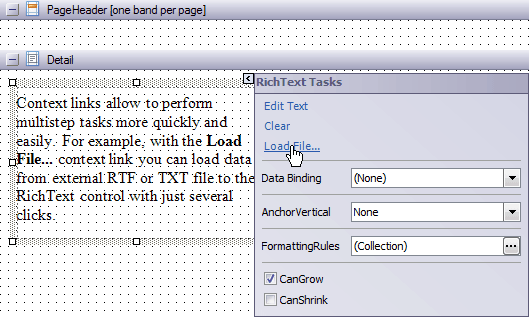 PageHeader [one band per page]
Detail
Context links allow to perform
multistep tasks more quickly and
easily. For example, with the Load
File... context link you can load data
from external RTF or TXT file to the
RichText control with just several
clicks.
RichText Tasks
Edit Text
Clear
Load File...
Data Binding (None)
AnchorVertical None
FormattingRules (Collection) ...
CanGrow
CanShrink